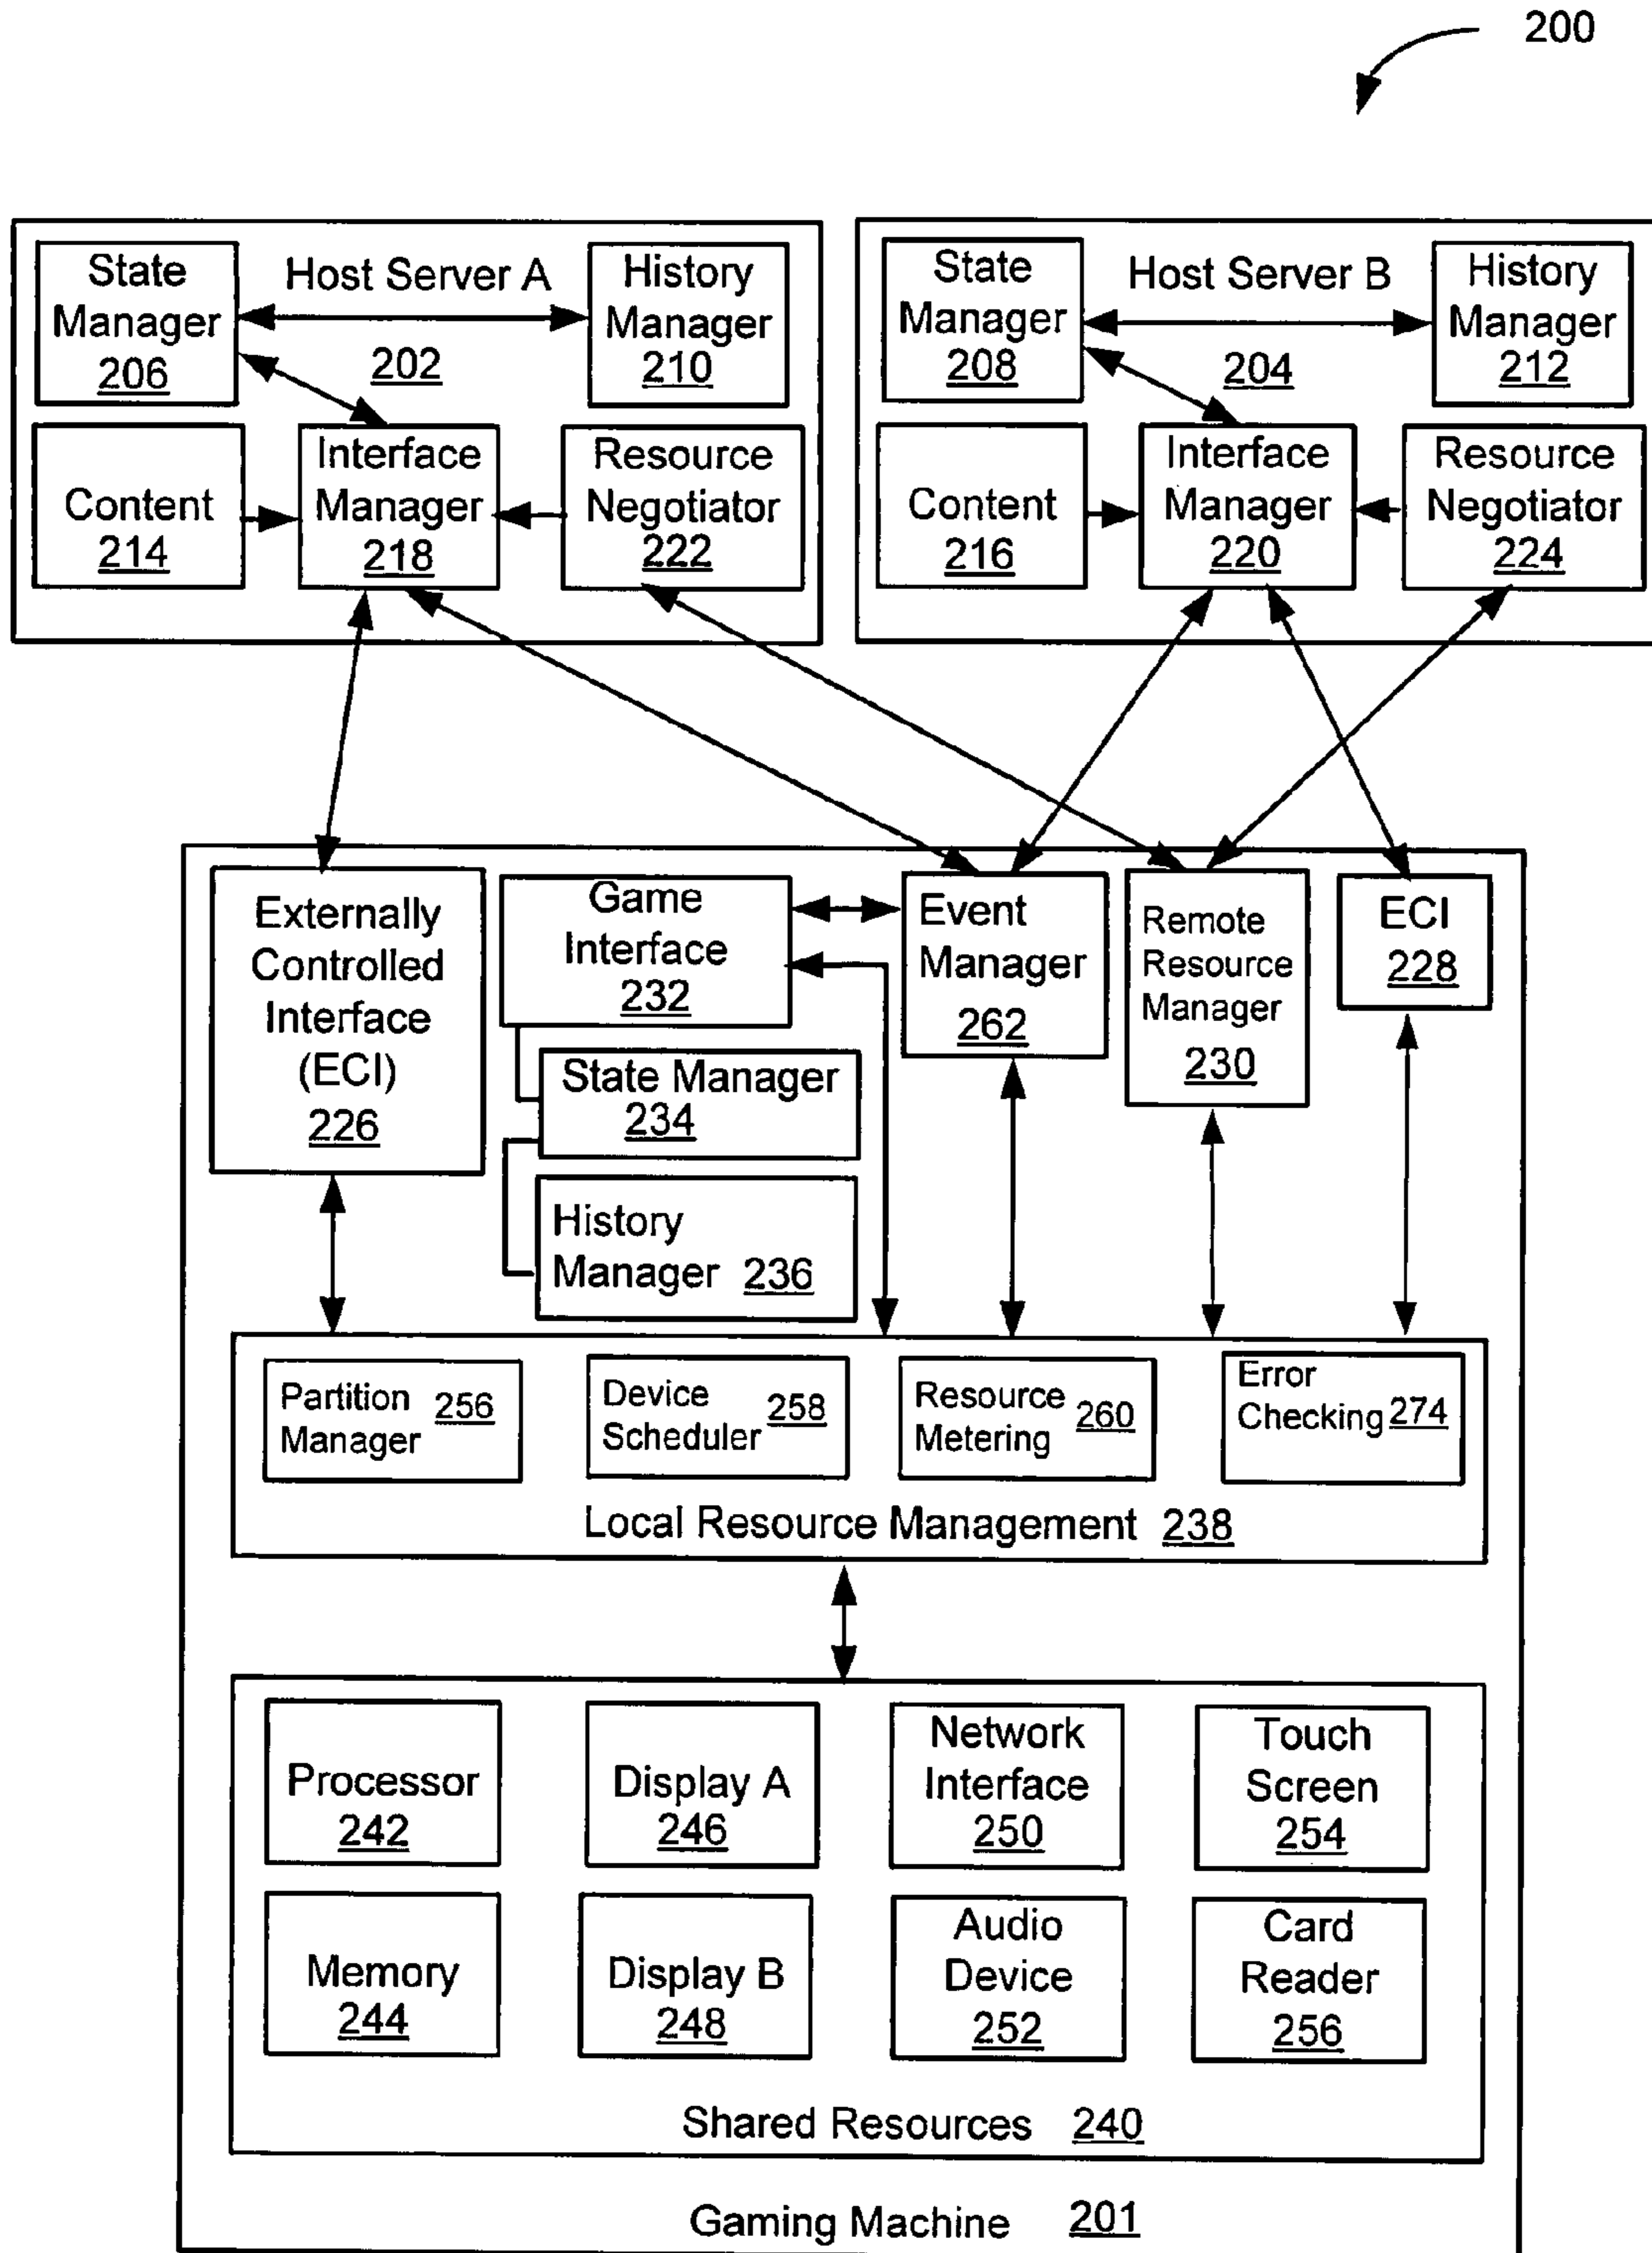 200
State
Manager
206
Host Server A
202
History
Manager
210
Content
214
Interface
Manager
218
Resource
Negotiator
222
State
Manager
208
Host Server B
204
History
Manager
212
Content
216
Interface
Manager
220
Resource
Negotiator
224
Externally
Controlled
Interface
(ECI)
226
Game
Interface
232
State Manager
234
History
Manager 236
Event
Manager
262
Remote
Resource
Manager
230
ECI
228
Partition
Manager
256
Device
Scheduler
258
Resource
Metering
260
Error
Checking 274
Local Resource Management 238
Processor
242
Display A
246
Network
Interface
250
Touch
Screen
254
Memory
244
Display B
248
Audio
Device
252
Card
Reader
256
Shared Resources 240
Gaming Machine 201